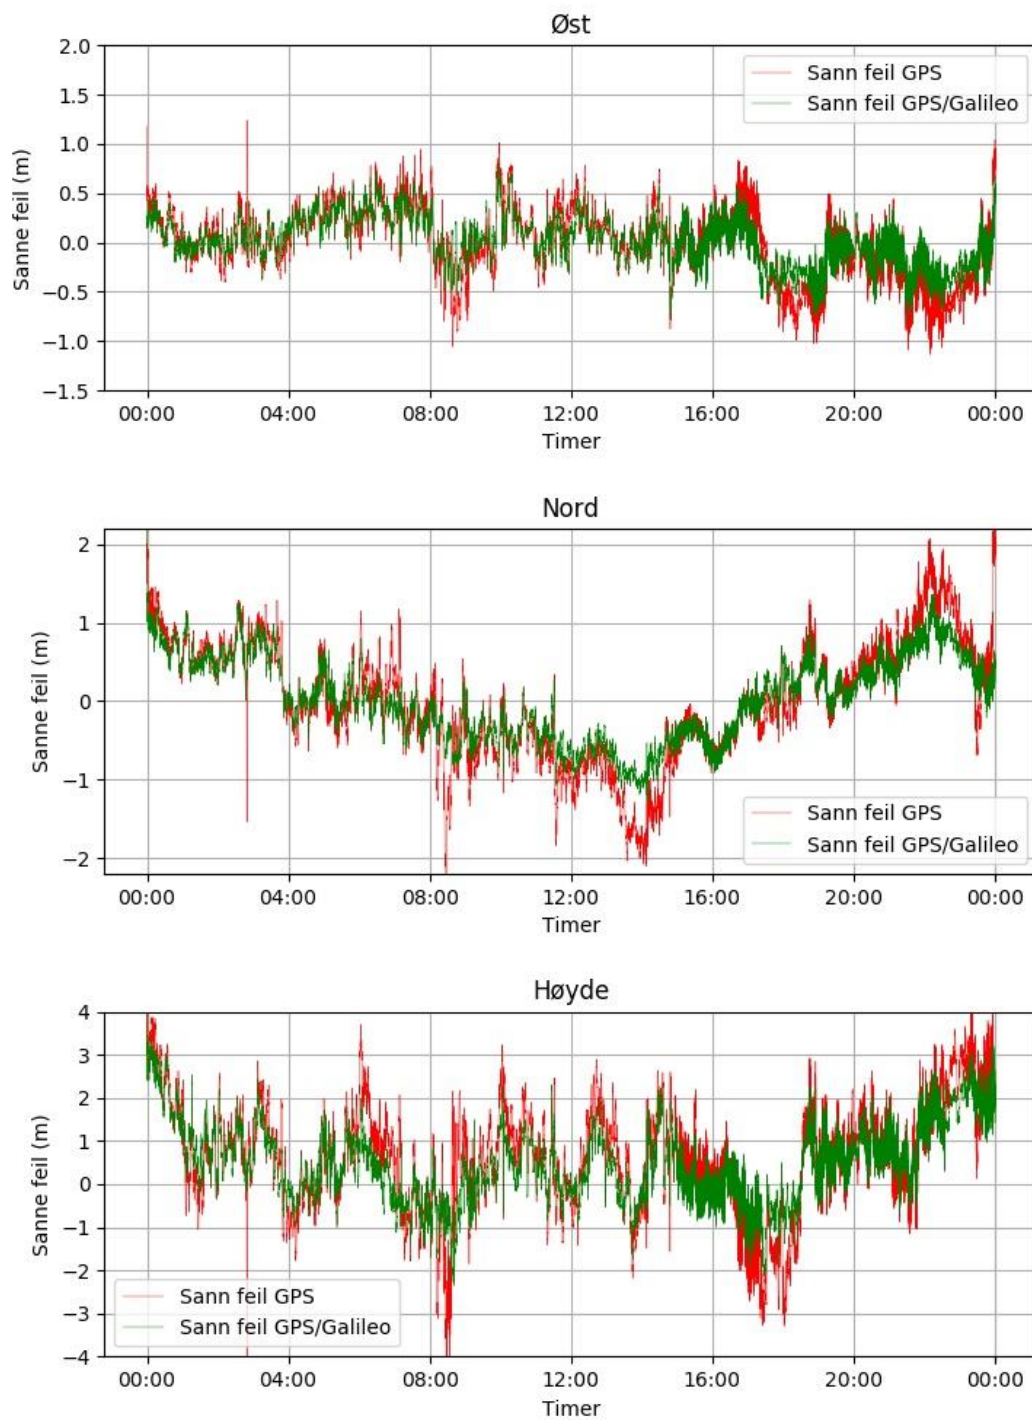 Øst
Sanne feil (m)
2.0
1.5
1.0
0.5
0.0
−0.5
−1.0
−1.5
Sann feil GPS
Sann feil GPS/Galileo
00:00 04:00 08:00 12:00 16:00 20:00 00:00
Timer
Nord
Sanne feil (m)
2
1
0
−1
−2
Sann feil GPS
Sann feil GPS/Galileo
00:00 04:00 08:00 12:00 16:00 20:00 00:00
Timer
Høyde
Sanne feil (m)
4
3
2
1
0
−1
−2
−3
−4
Sann feil GPS
Sann feil GPS/Galileo
00:00 04:00 08:00 12:00 16:00 20:00 00:00
Timer